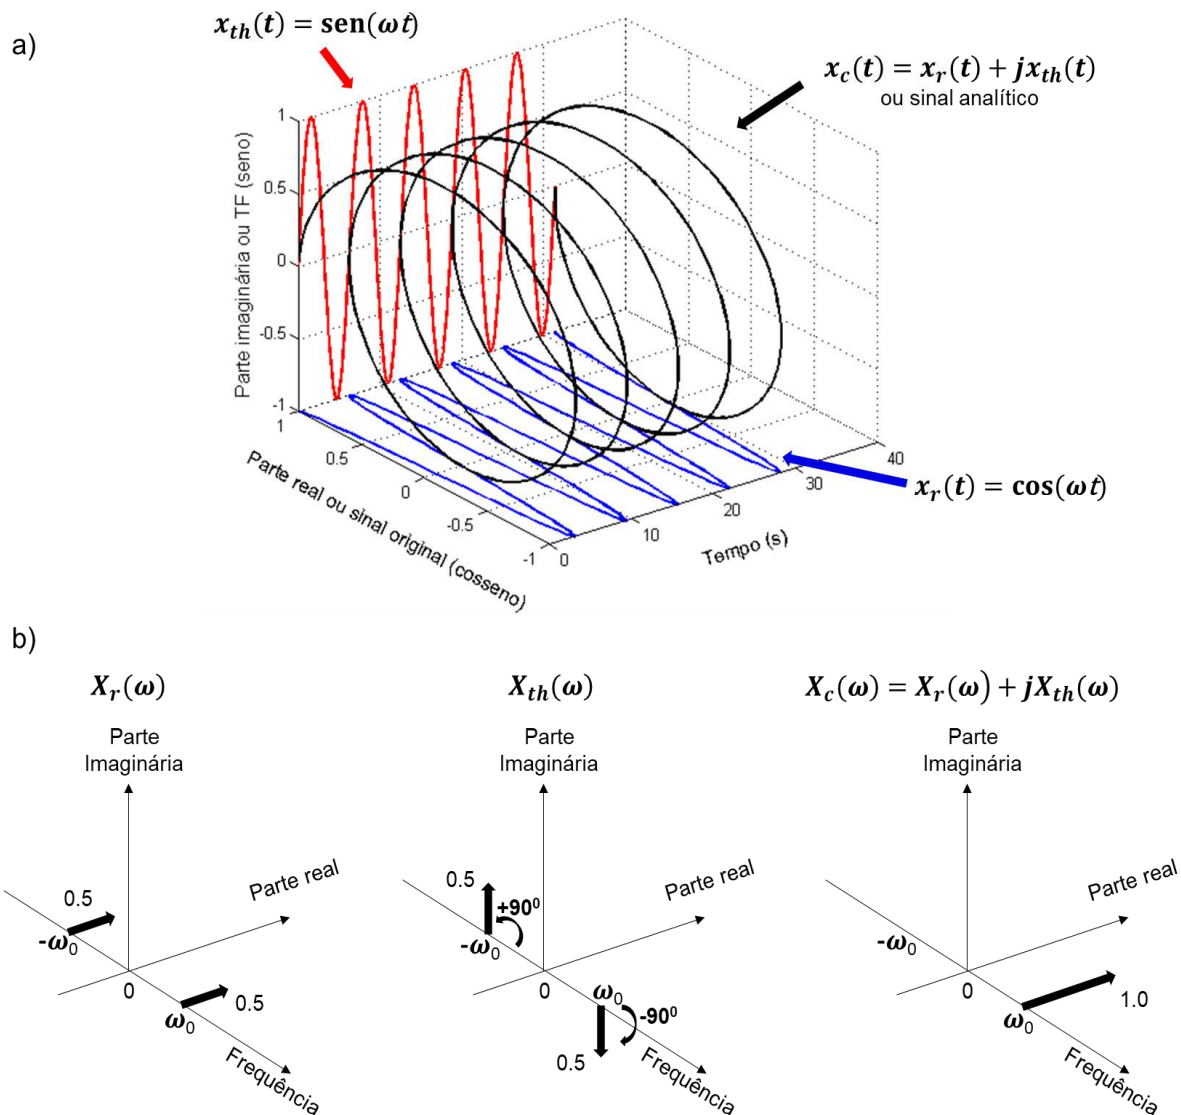 a)
x_th(t) = sen(ωt)
x_c(t) = x_r(t) + jx_th(t)
ou sinal analítico
Parte imaginária ou TF (seno)
1
0.5
0
-0.5
-1
1
0.5
0
-0.5
-1
Parte real ou sinal original (cosseno)
0
10
20
30
40
Tempo (s)
x_r(t) = cos(ωt)
b)
X_r(ω)
Parte
Imaginária
Parte real
0.5
-ω₀
0
0.5
ω₀
Frequência
X_th(ω)
Parte
Imaginária
Parte real
0.5
+90⁰
-ω₀
0
ω₀
-90⁰
0.5
Frequência
X_c(ω) = X_r(ω) + jX_th(ω)
Parte
Imaginária
Parte real
-ω₀
0
1.0
ω₀
Frequência